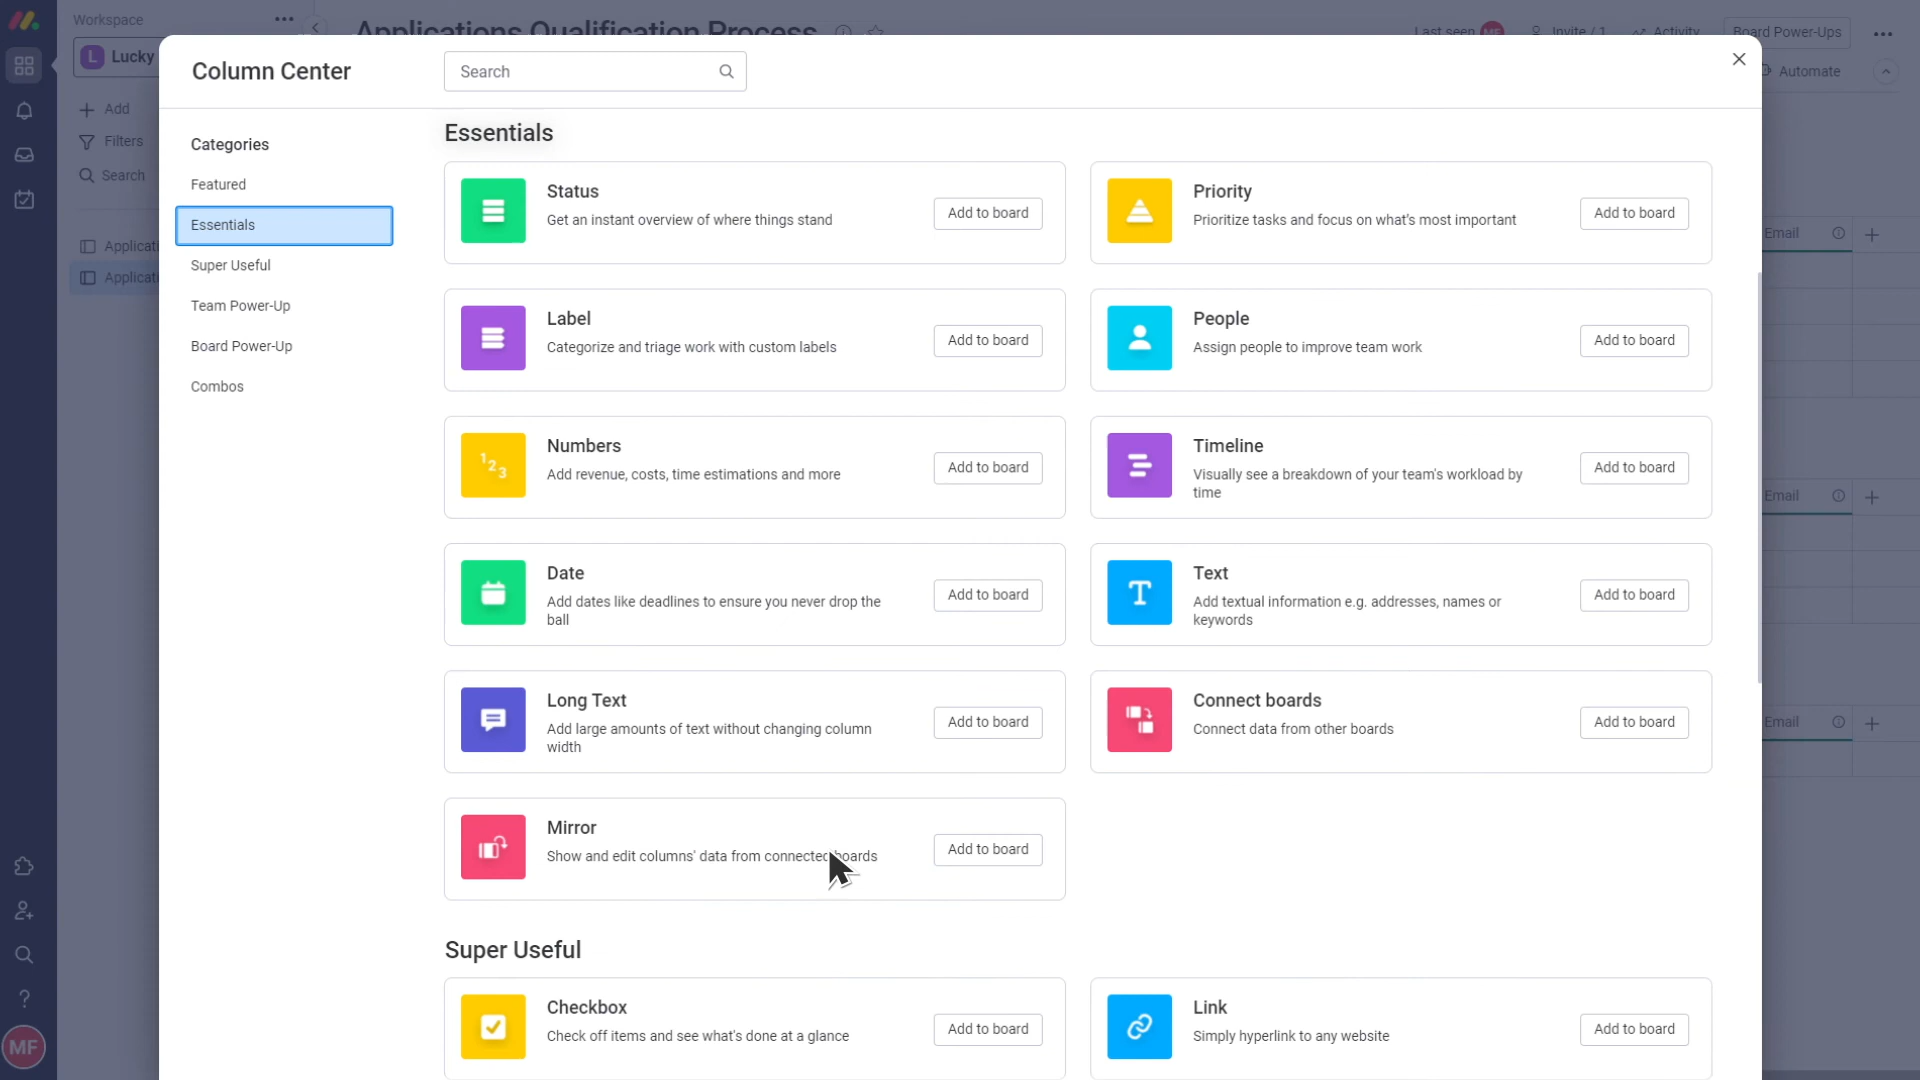 Workspace
Applications Qualification Process
Last seen
MF
Invite / 1
Activity
Board Power-Ups
L
Lucky
Automate
Add
Filters
Search
Applicati
Applicati
Column Center
Search
Categories
Featured
Essentials
Super Useful
Team Power-Up
Board Power-Up
Combos
Essentials
Status
Get an instant overview of where things stand
Add to board
Priority
Prioritize tasks and focus on what's most important
Add to board
Label
Categorize and triage work with custom labels
Add to board
People
Assign people to improve team work
Add to board
Numbers
Add revenue, costs, time estimations and more
Add to board
Timeline
Visually see a breakdown of your team's workload by
time
Add to board
Date
Add dates like deadlines to ensure you never drop the
ball
Add to board
Text
Add textual information e.g. addresses, names or
keywords
Add to board
Long Text
Add large amounts of text without changing column
width
Add to board
Connect boards
Connect data from other boards
Add to board
Mirror
Show and edit columns' data from connected boards
Add to board
Super Useful
Checkbox
Check off items and see what's done at a glance
Add to board
Link
Simply hyperlink to any website
Add to board
Email
Email
Email
MF